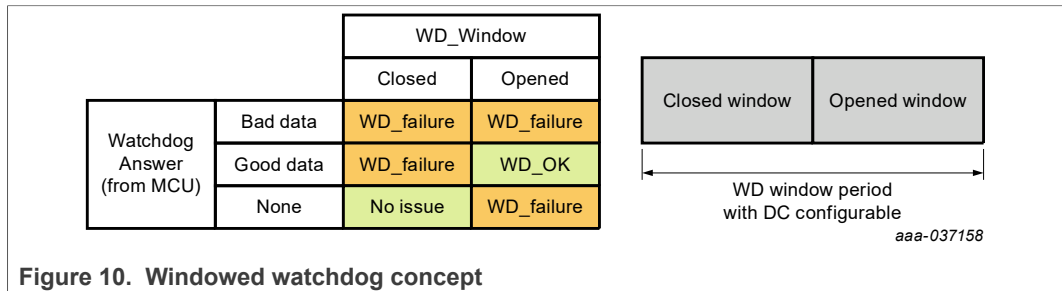 WD_Window
Closed Opened
Watchdog
Answer
(from MCU)
Bad data WD_failure WD_failure
Good data WD_failure WD_OK
None No issue WD_failure
Closed window Opened window
WD window period
with DC configurable
aaa-037158
Figure 10. Windowed watchdog concept